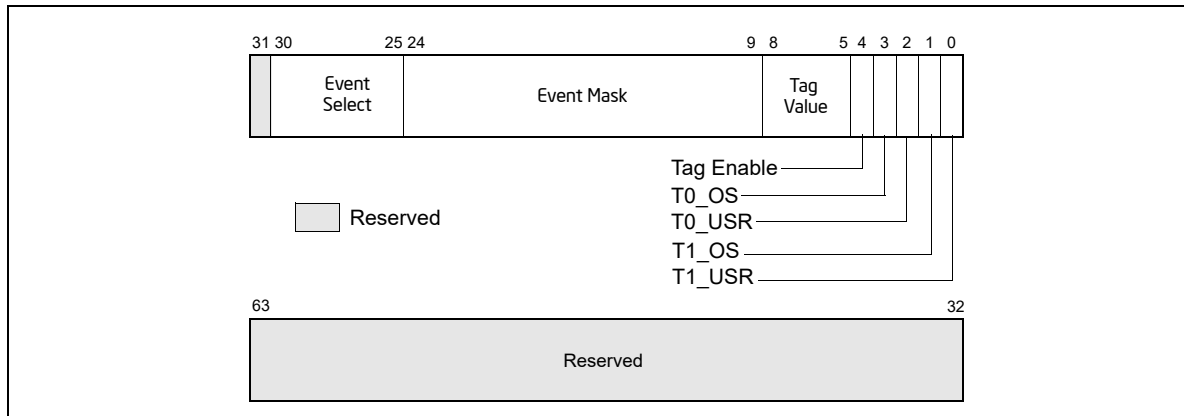 31 30 25 24 9 8 5 4 3 2 1 0
Event
Select
Event Mask
Tag
Value
Tag Enable
T0_OS
T0_USR
T1_OS
T1_USR
Reserved
63 32
Reserved